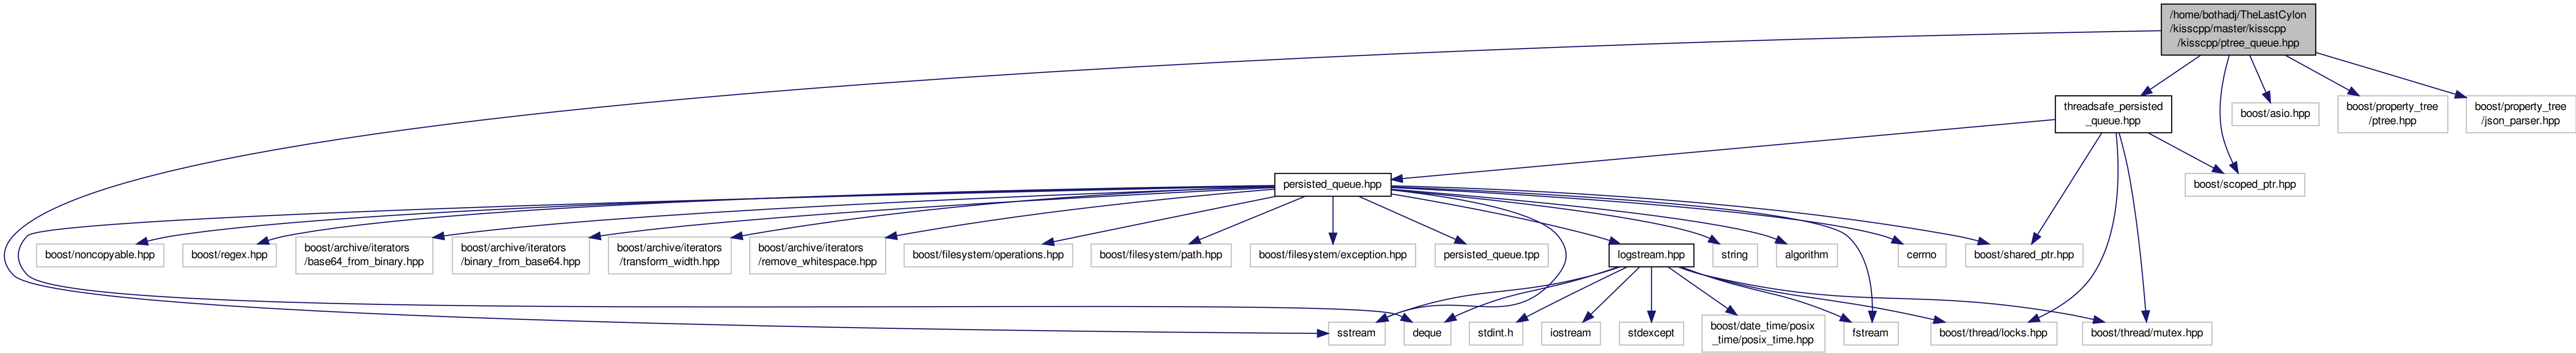 /home/bothadj/TheLastCylon
/kisscpp/master/kisscpp
/kisscpp/ptree_queue.hpp
threadsafe_persisted
_queue.hpp
boost/asio.hpp
boost/property_tree
/ptree.hpp
boost/property_tree
/json_parser.hpp
persisted_queue.hpp
boost/scoped_ptr.hpp
boost/noncopyable.hpp
boost/regex.hpp
boost/archive/iterators
/base64_from_binary.hpp
boost/archive/iterators
/binary_from_base64.hpp
boost/archive/iterators
/transform_width.hpp
boost/archive/iterators
/remove_whitespace.hpp
boost/filesystem/operations.hpp
boost/filesystem/path.hpp
boost/filesystem/exception.hpp
persisted_queue.tpp
logstream.hpp
string
algorithm
cerrno
boost/shared_ptr.hpp
sstream
deque
stdint.h
iostream
stdexcept
boost/date_time/posix
_time/posix_time.hpp
fstream
boost/thread/locks.hpp
boost/thread/mutex.hpp